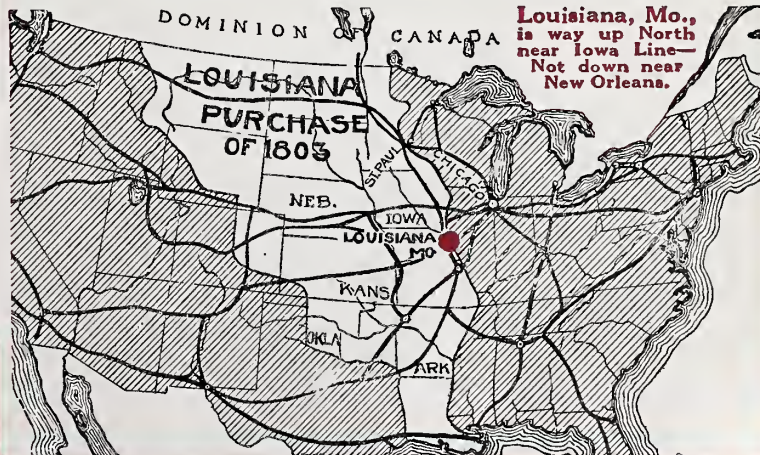 DOMINION OF CANADA
Louisiana, Mo.,
is way up North
near Iowa Line—
Not down near
New Orleans.
LOUISIANA
PURCHASE
OF 1803
ST. PAUL
CHICAGO
NEB.
IOWA
LOUISIANA
MO
KANS
OKLA
ARK